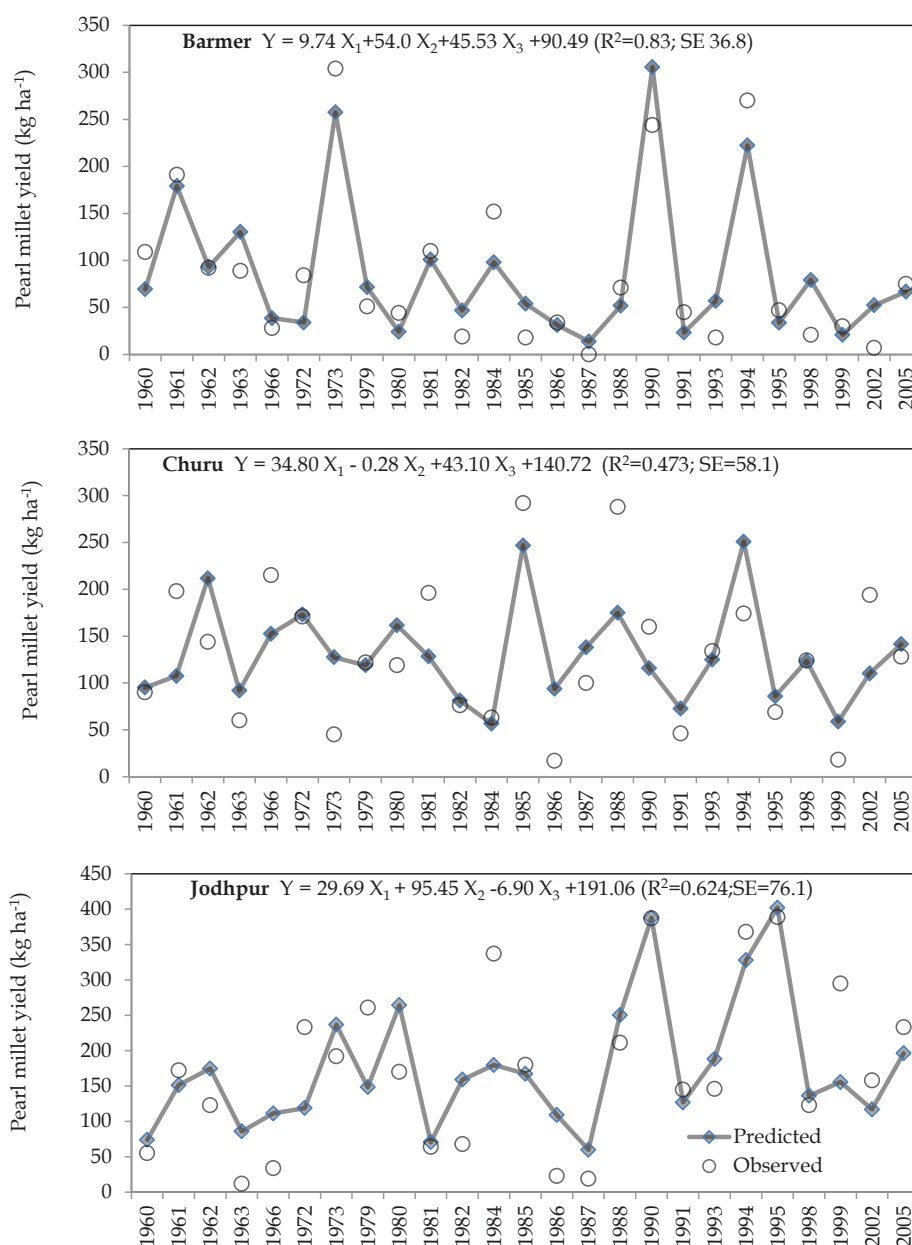 Barmer Y = 9.74 X1+54.0 X2+45.53 X3 +90.49 (R2=0.83; SE 36.8)
Pearl millet yield (kg ha-1)
350
300
250
200
150
100
50
0
1960 1961 1962 1963 1966 1972 1973 1979 1980 1981 1982 1984 1985 1986 1987 1988 1990 1991 1993 1994 1995 1998 1999 2002 2005
Churu Y = 34.80 X1 - 0.28 X2 +43.10 X3 +140.72 (R2=0.473; SE=58.1)
Pearl millet yield (kg ha-1)
350
300
250
200
150
100
50
0
1960 1961 1962 1963 1966 1972 1973 1979 1980 1981 1982 1984 1985 1986 1987 1988 1990 1991 1993 1994 1995 1998 1999 2002 2005
Jodhpur Y = 29.69 X1 + 95.45 X2 -6.90 X3 +191.06 (R2=0.624;SE=76.1)
Pearl millet yield (kg ha-1)
450
400
350
300
250
200
150
100
50
0
Predicted
Observed
1960 1961 1962 1963 1966 1972 1973 1979 1980 1981 1982 1984 1985 1986 1987 1988 1990 1991 1993 1994 1995 1998 1999 2002 2005